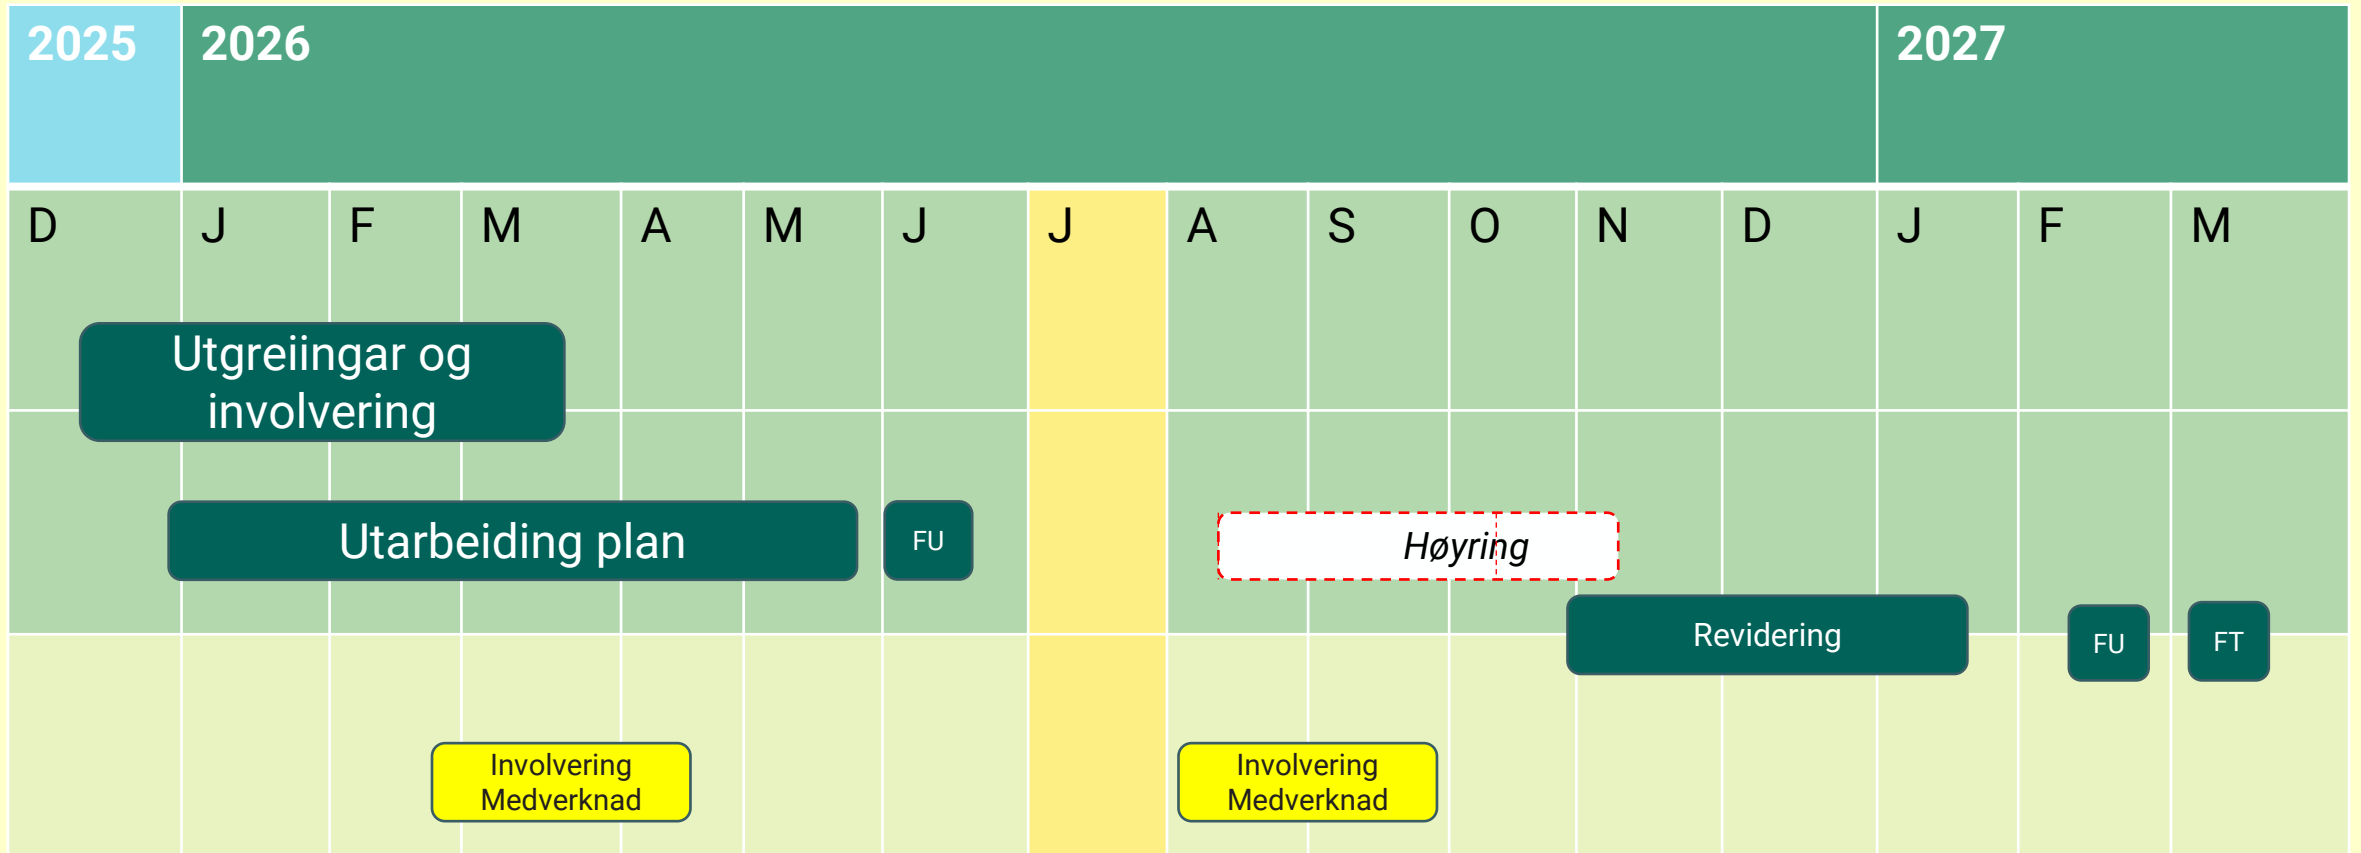 2025 2026 2027
D J F M A M J J A S O N D J F M
Utgreiingar og
involvering
Utarbeiding plan FU Høyring
Revidering FU FT
Involvering
Medverknad
Involvering
Medverknad